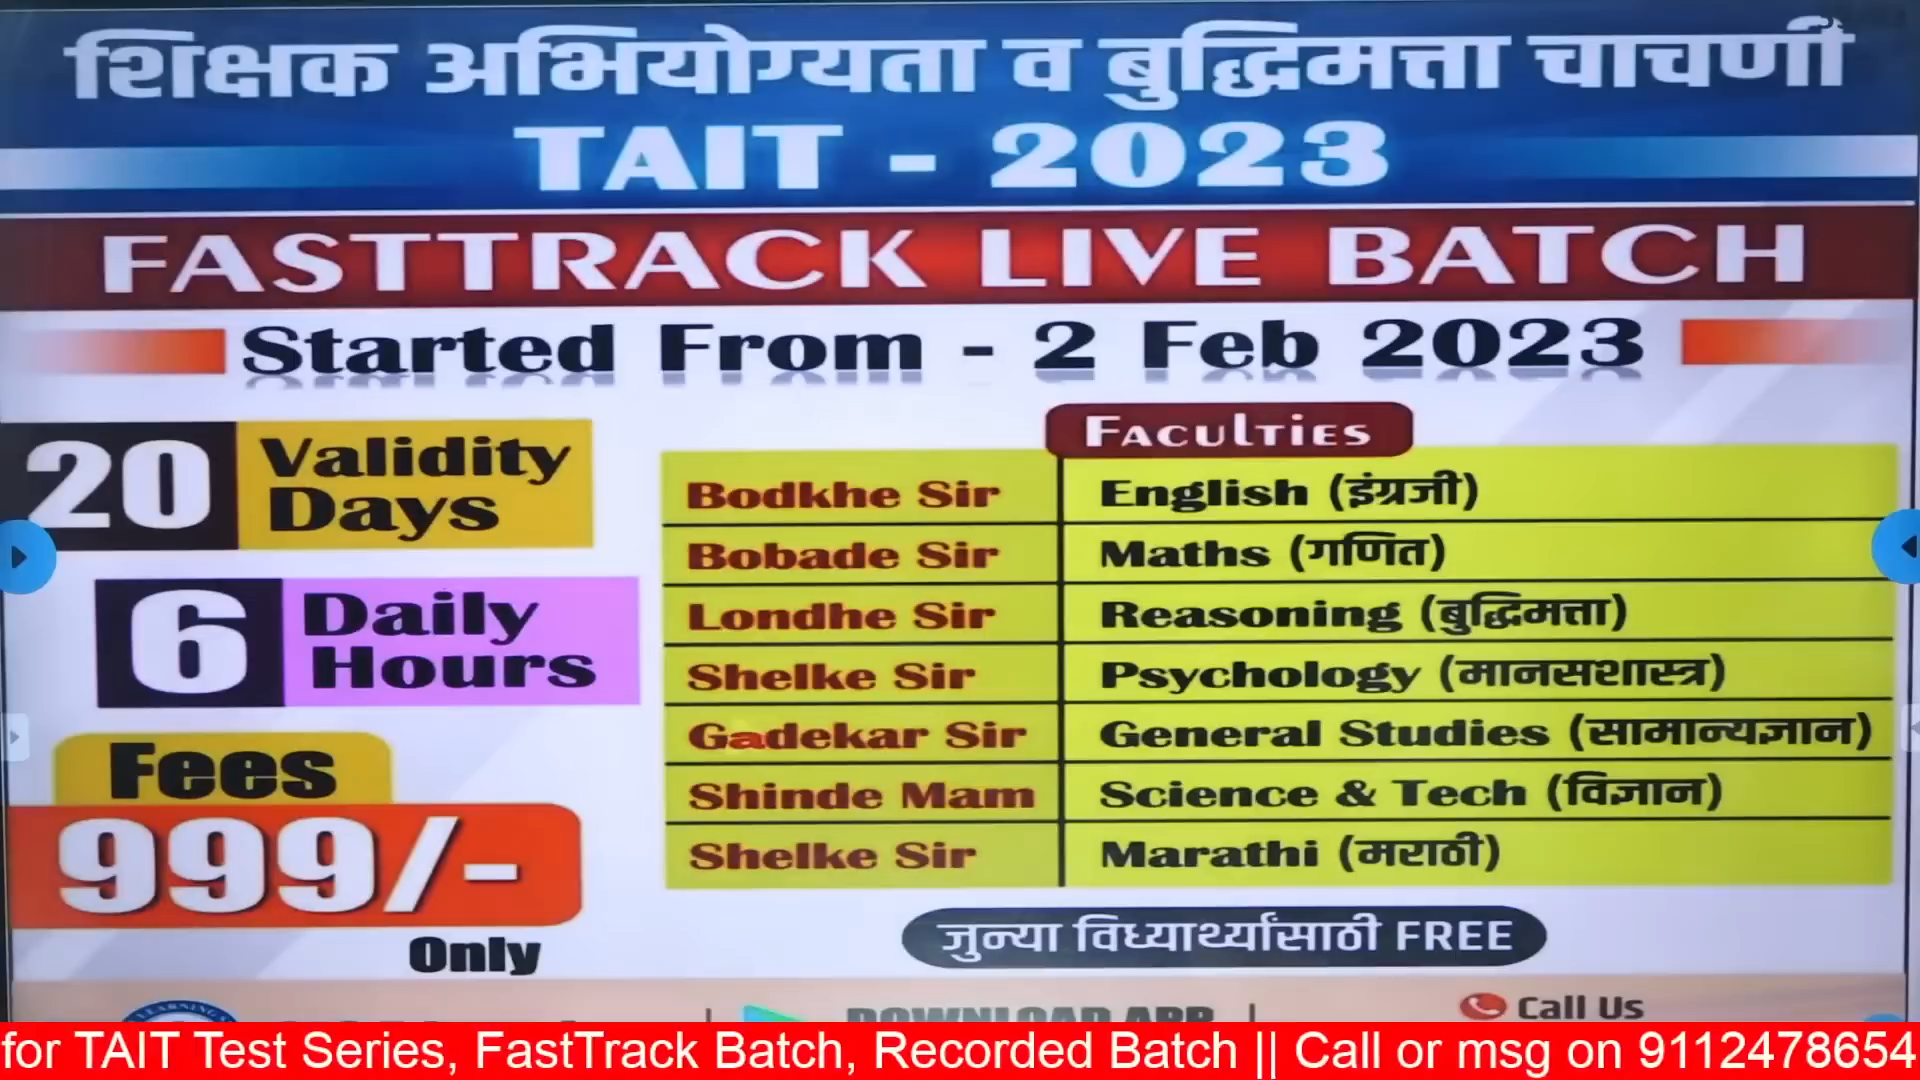 शिक्षक अभियोग्यता व बुद्धिमत्ता चाचणी
TAIT - 2023
FASTTRACK LIVE BATCH
Started From - 2 Feb 2023
20 Validity Days
6 Daily Hours
Fees
999/-
Only
Faculties
Bodkhe Sir English (इंग्रजी)
Bobade Sir Maths (गणित)
Londhe Sir Reasoning (बुद्धिमत्ता)
Shelke Sir Psychology (मानसशास्त्र)
Gadekar Sir General Studies (सामान्यज्ञान)
Shinde Mam Science & Tech (विज्ञान)
Shelke Sir Marathi (मराठी)
जुन्या विध्यार्थ्यांसाठी FREE
DOWNLOAD APP
Call Us
for TAIT Test Series, FastTrack Batch, Recorded Batch || Call or msg on 9112478654